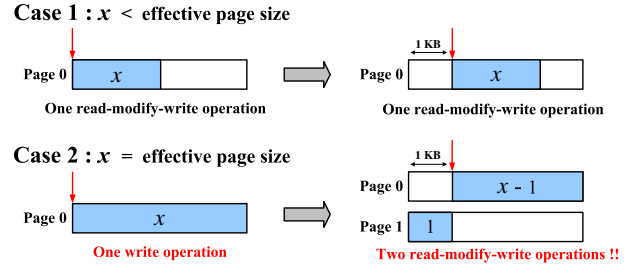 Case 1 : x < effective page size
1 KB
Page 0 x
x
One read-modify-write operation
One read-modify-write operation
Case 2 : x = effective page size
1 KB
Page 0 x
Page 0 x - 1
Page 1 1
One write operation
Two read-modify-write operations !!